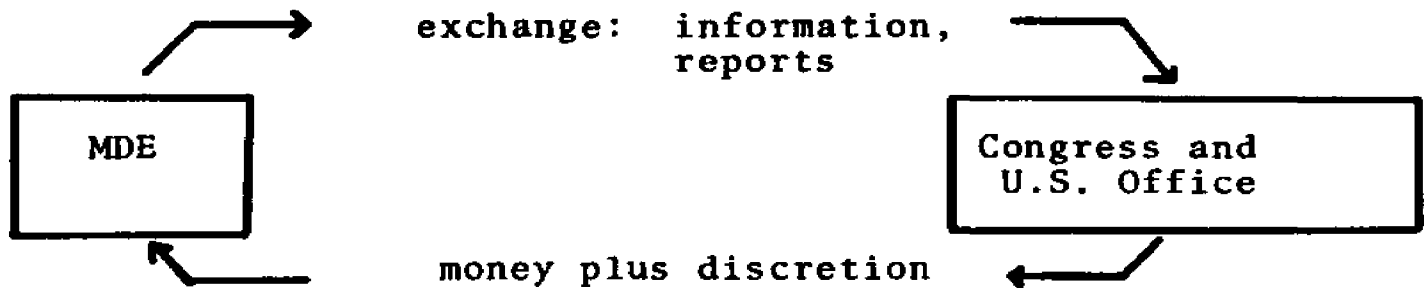 exchange: information,
reports
MDE
Congress and
U.S. Office
money plus discretion